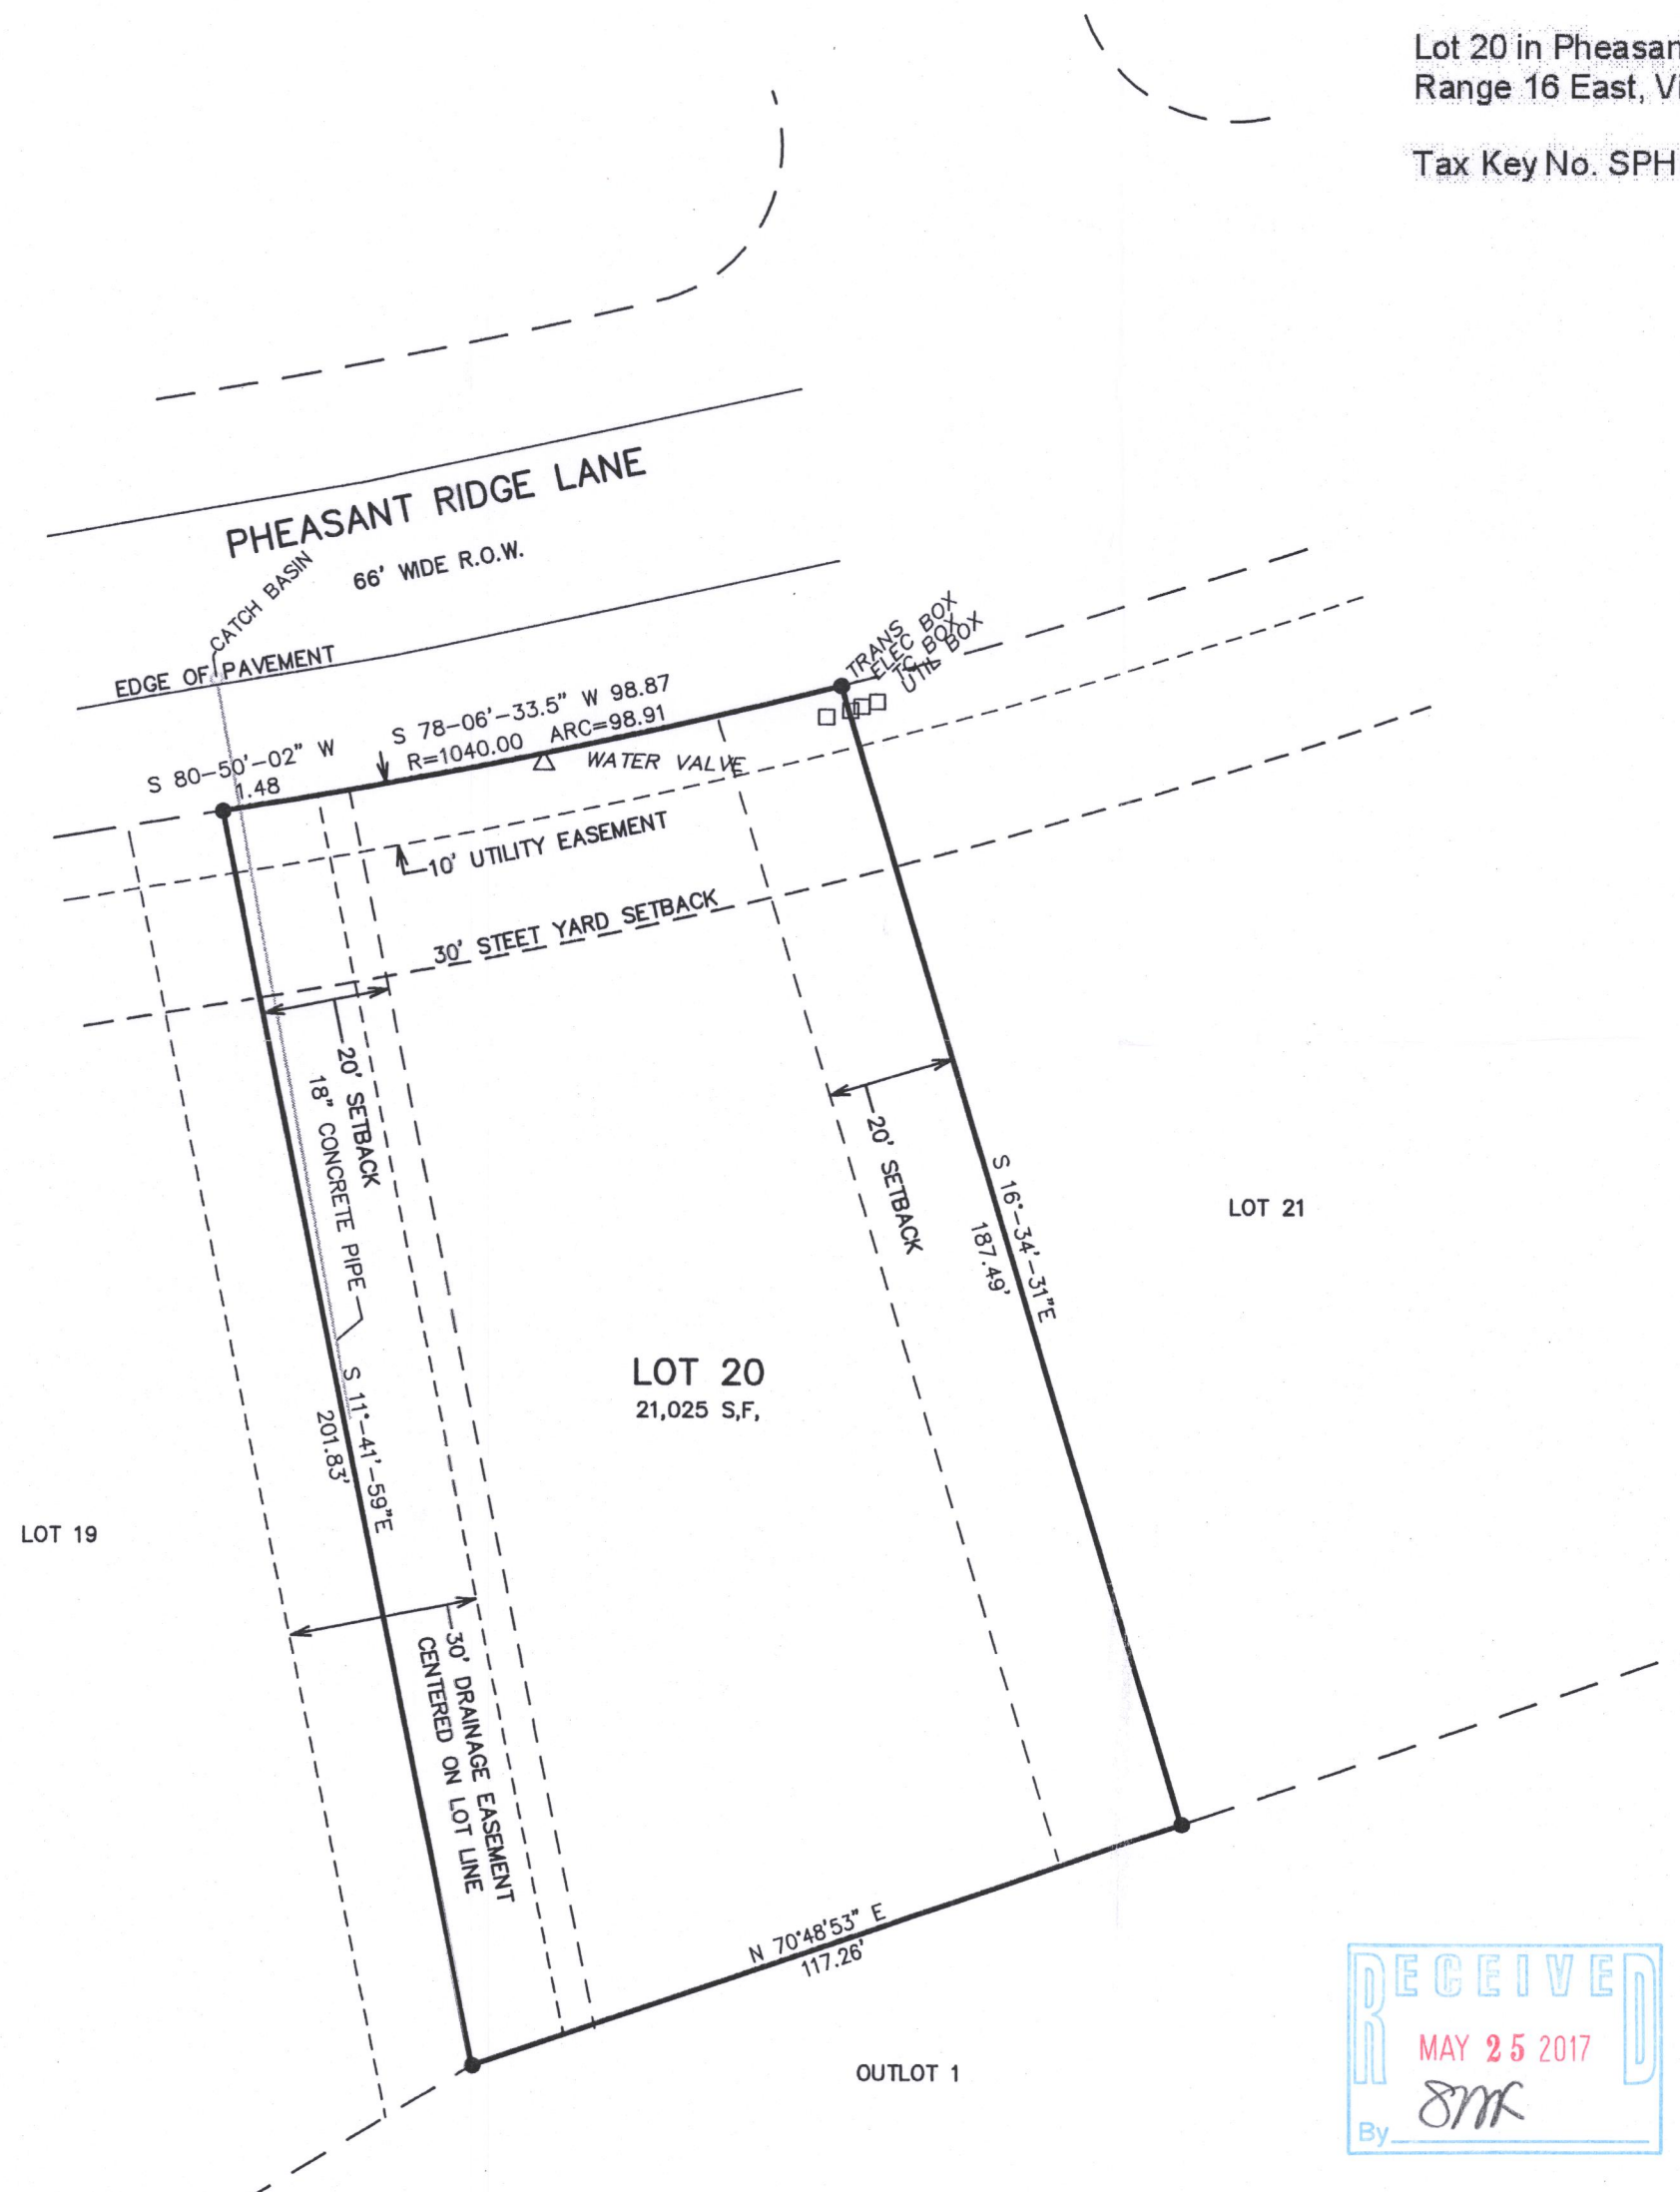 Lot 20 in Pheasan
Range 16 East, Vi
Tax Key No. SPH
PHEASANT RIDGE LANE
66' WIDE R.O.W.
CATCH BASIN
EDGE OF PAVEMENT
TRANS
ELEC BOX
TC BOX
UTIL BOX
S 78-06'-33.5" W 98.87
R=1040.00 ARC=98.91
S 80-50'-02" W
1.48
WATER VALVE
10' UTILITY EASEMENT
30' STEET YARD SETBACK
20' SETBACK
18" CONCRETE PIPE
20' SETBACK
S 16°-34'-31"E
187.49'
LOT 21
LOT 20
21,025 S,F,
S 11°-41'-59"E
201.83'
LOT 19
30' DRAINAGE EASEMENT
CENTERED ON LOT LINE
N 70°48'53" E
117.26'
OUTLOT 1
RECEIVED
MAY 25 2017
SMK
By